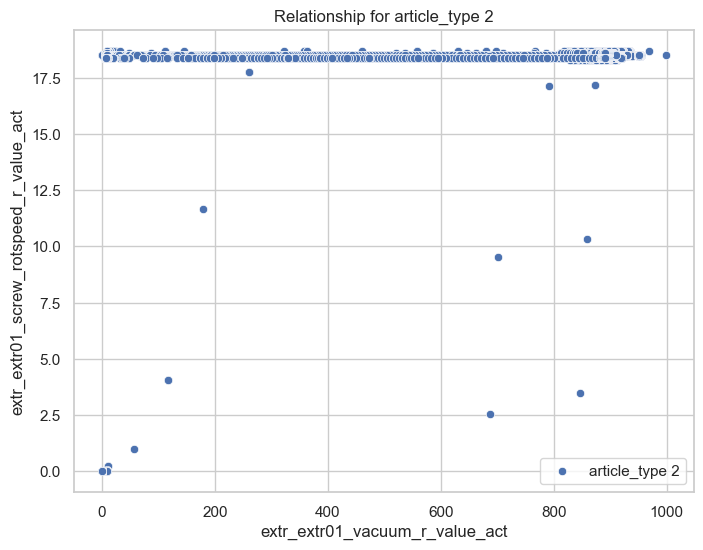 Relationship for article_type 2
extr_extr01_screw_rotspeed_r_value_act
17.5
15.0
12.5
10.0
7.5
5.0
2.5
0.0
article_type 2
0 200 400 600 800 1000
extr_extr01_vacuum_r_value_act